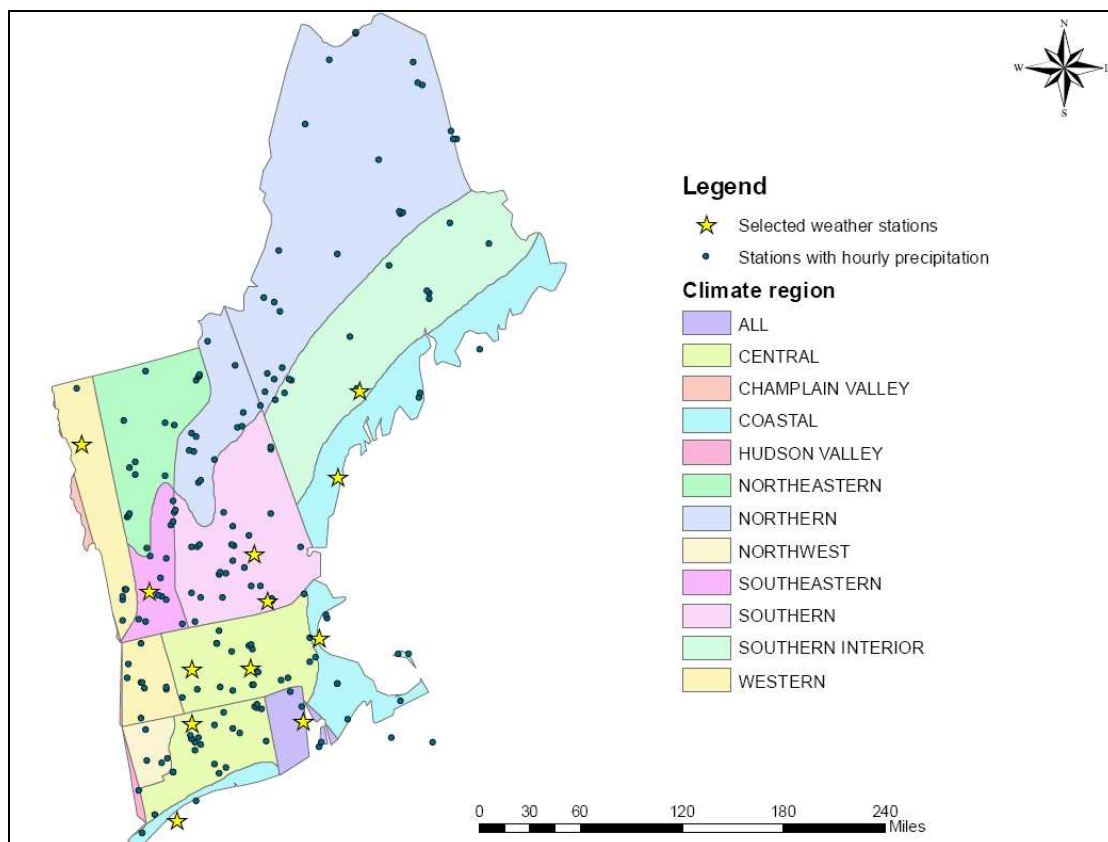 N
W
S
Legend
Selected weather stations
Stations with hourly precipitation
Climate region
ALL
CENTRAL
CHAMPLAIN VALLEY
COASTAL
HUDSON VALLEY
NORTHEASTERN
NORTHERN
NORTHWEST
SOUTHEASTERN
SOUTHERN
SOUTHERN INTERIOR
WESTERN
0 30 60 120 180 240
Miles